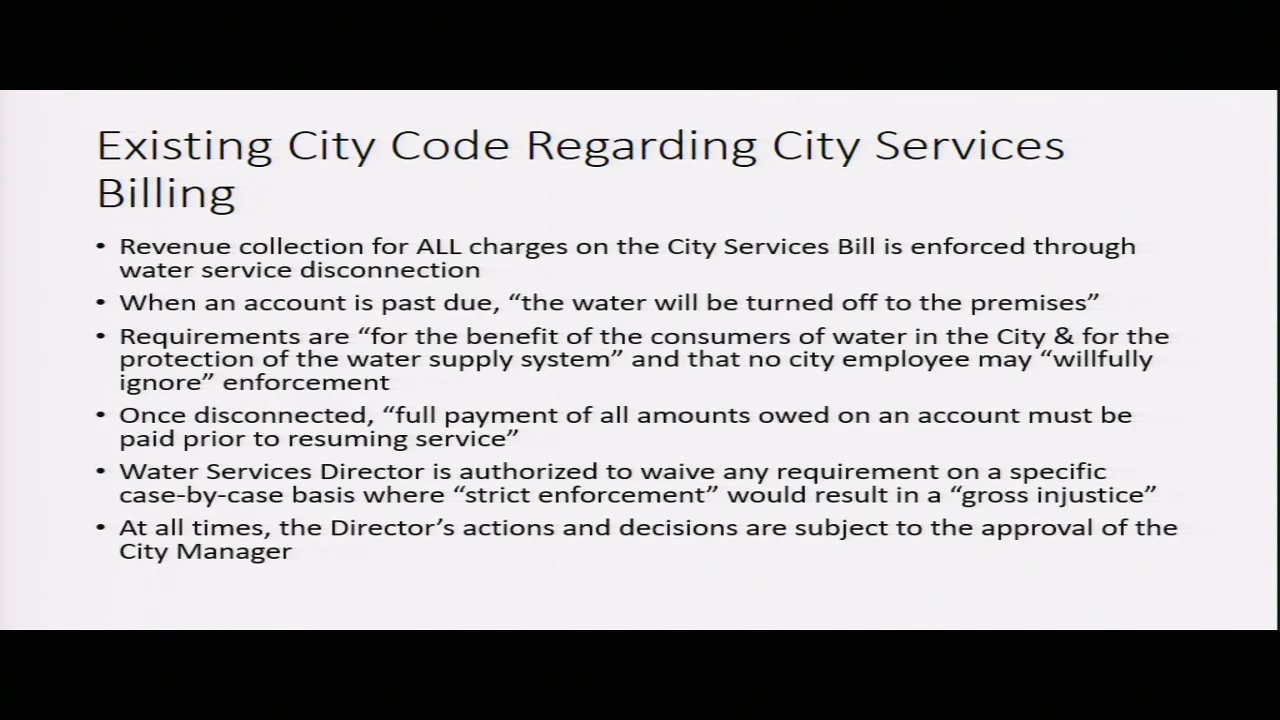 Existing City Code Regarding City Services
Billing
• Revenue collection for ALL charges on the City Services Bill is enforced through
water service disconnection
• When an account is past due, “the water will be turned off to the premises”
• Requirements are “for the benefit of the consumers of water in the City & for the
protection of the water supply system” and that no city employee may “willfully
ignore” enforcement
• Once disconnected, “full payment of all amounts owed on an account must be
paid prior to resuming service”
• Water Services Director is authorized to waive any requirement on a specific
case-by-case basis where “strict enforcement” would result in a “gross injustice”
• At all times, the Director’s actions and decisions are subject to the approval of the
City Manager